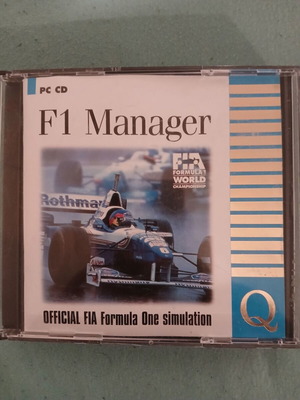 PC CD
F1 Manager
FIA
FORMULA 1
WORLD
CHAMPIONSHIP
Rothmans
OFFICIAL FIA Formula One simulation
Q